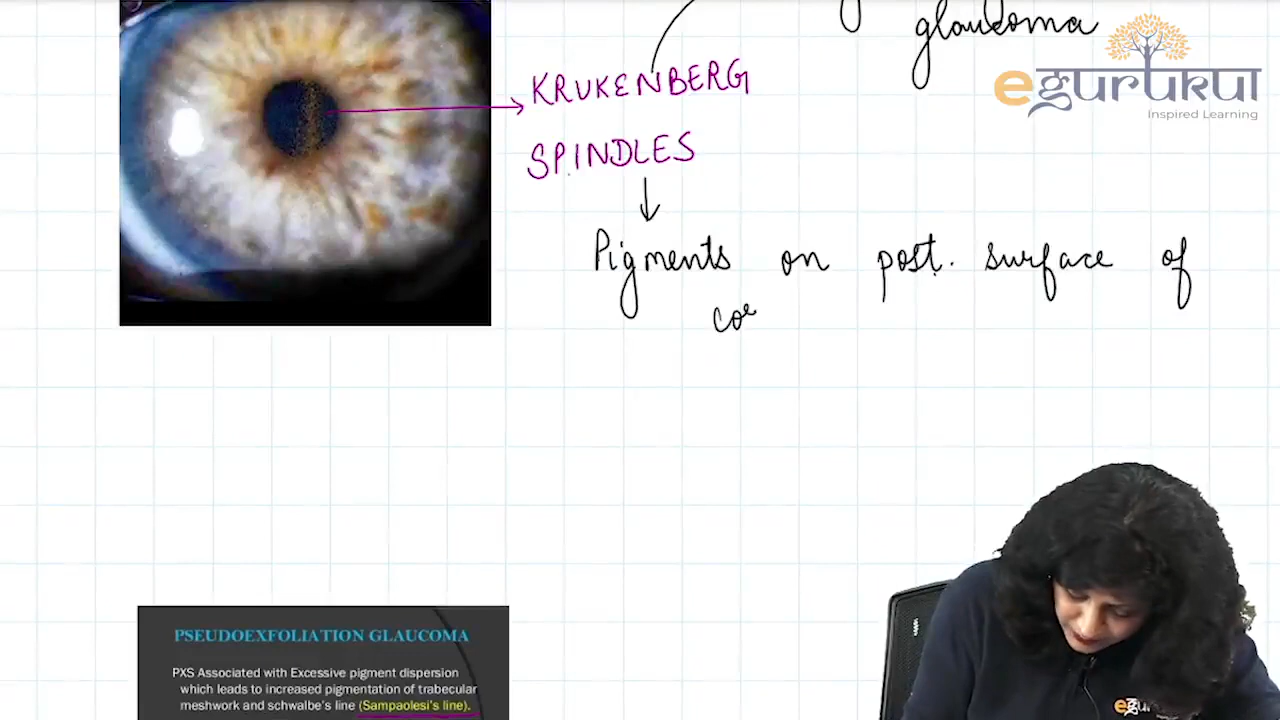 glaucoma
egurukul
Inspired Learning
KRUKENBERG
SPINDLES
Pigments on post. surface of
coe
PSEUDOEXFOLIATION GLAUCOMA
PXS Associated with Excessive pigment dispersion
which leads to increased pigmentation of trabecular
meshwork and schwalbe's line (Sampaolesi's line).